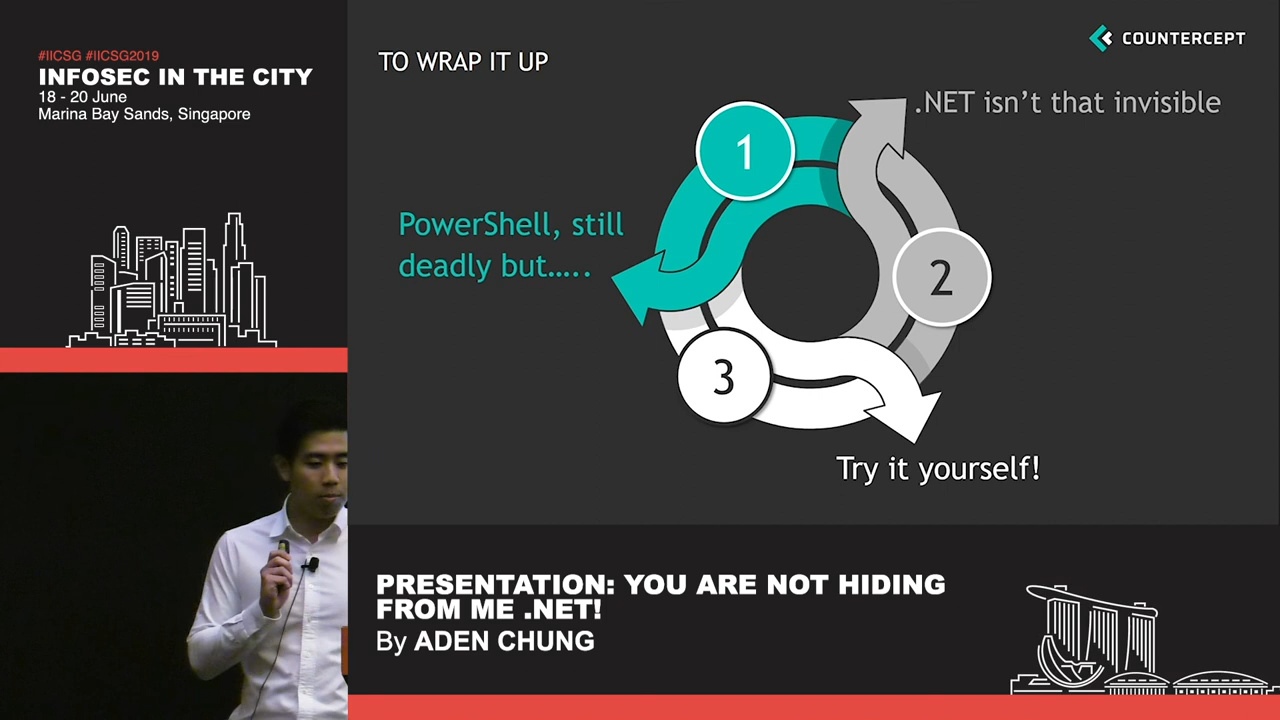 #IICSG #IICSG2019
INFOSEC IN THE CITY
18 - 20 June
Marina Bay Sands, Singapore
COUNTERCEPT
TO WRAP IT UP
.NET isn't that invisible
1
PowerShell, still
deadly but.....
2
3
Try it yourself!
PRESENTATION: YOU ARE NOT HIDING
FROM ME .NET!
By ADEN CHUNG